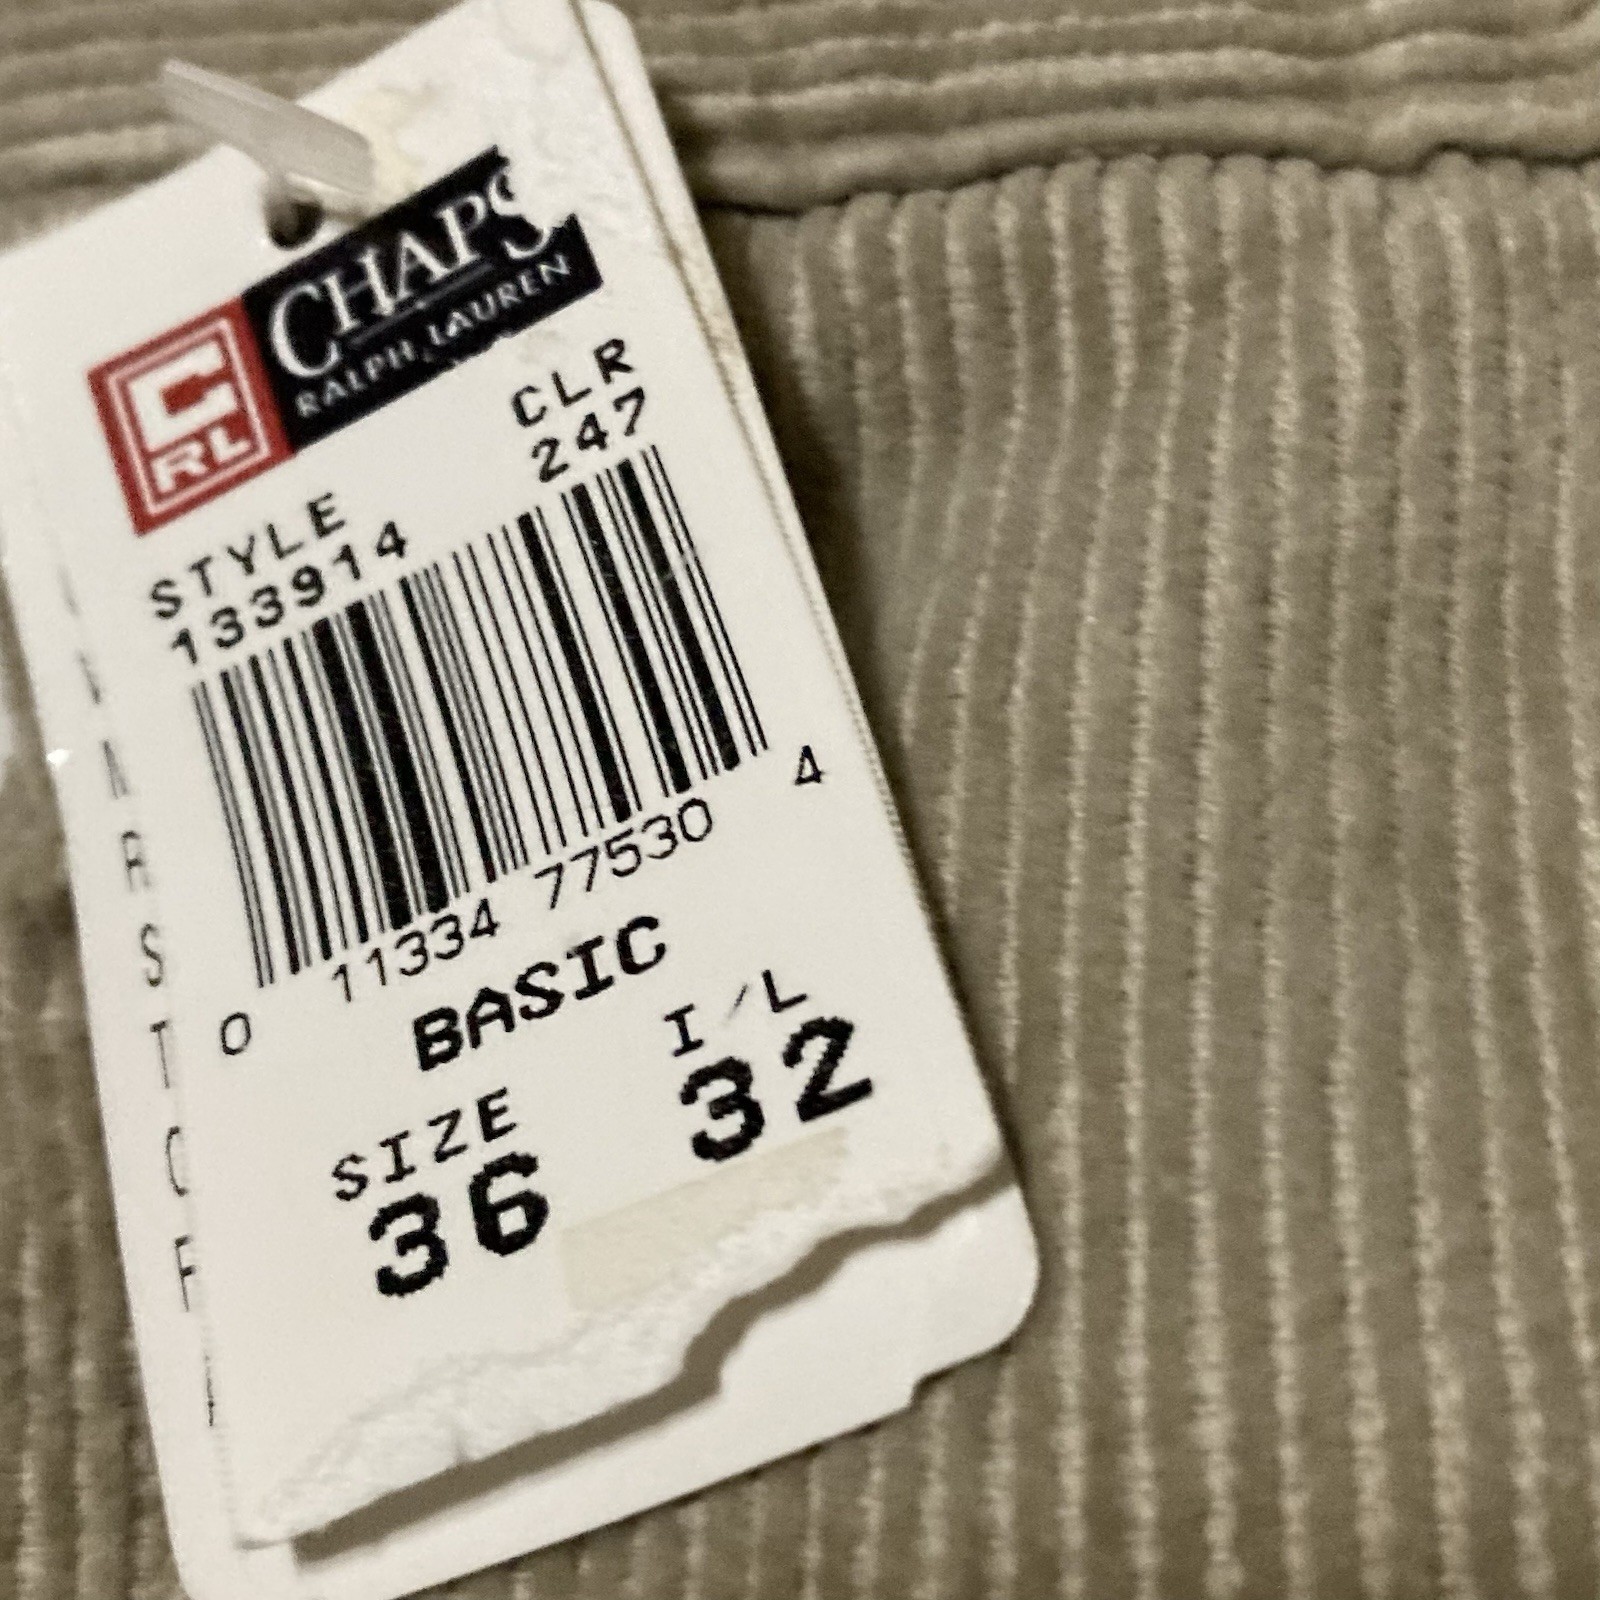 CHAPS
RALPH LAUREN
C
RL
CLR
247
STYLE
133914
0 11334 77530 4
BASIC
I/L
32
SIZE
36